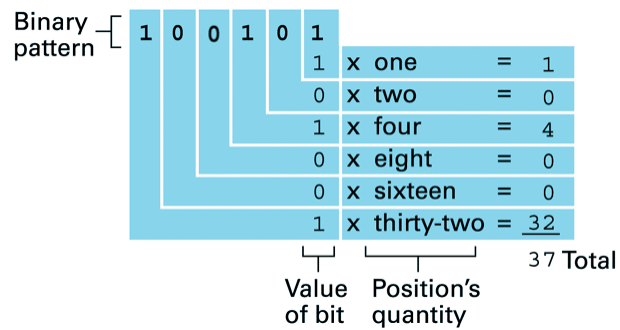 Binary
pattern
1 0 0 1 0 1
1 x one = 1
0 x two = 0
1 x four = 4
0 x eight = 0
0 x sixteen = 0
1 x thirty-two = 32
37 Total
Value
of bit
Position’s
quantity